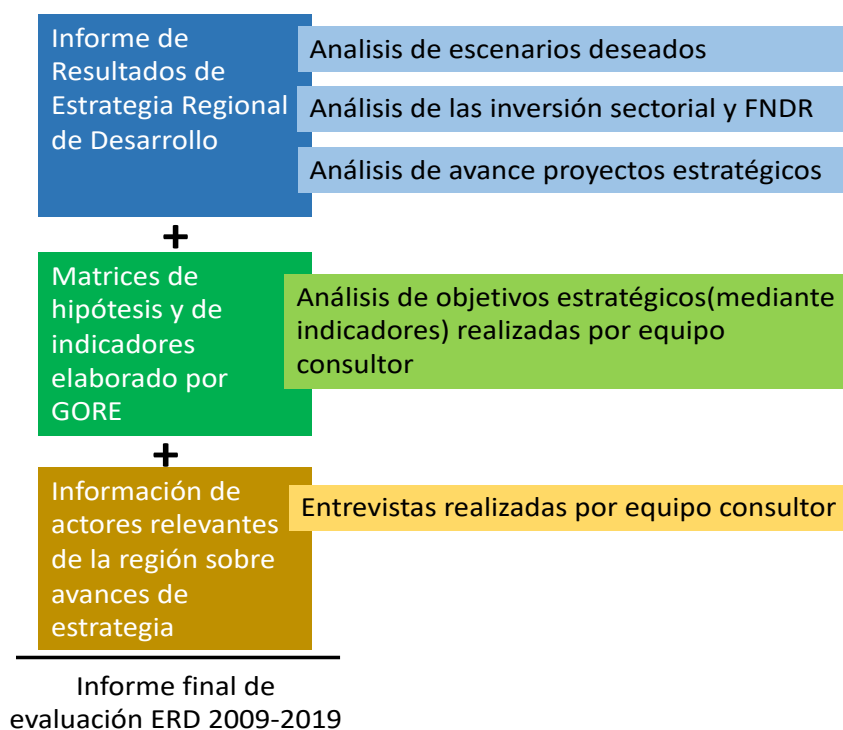 Informe de
Resultados de
Estrategia Regional
de Desarrollo
Analisis de escenarios deseados
Análisis de las inversión sectorial y FNDR
Análisis de avance proyectos estratégicos
+
Matrices de
hipótesis y de
indicadores
elaborado por
GORE
Análisis de objetivos estratégicos(mediante
indicadores) realizadas por equipo
consultor
+
Información de
actores relevantes
de la región sobre
avances de
estrategia
Entrevistas realizadas por equipo consultor
Informe final de
evaluación ERD 2009-2019